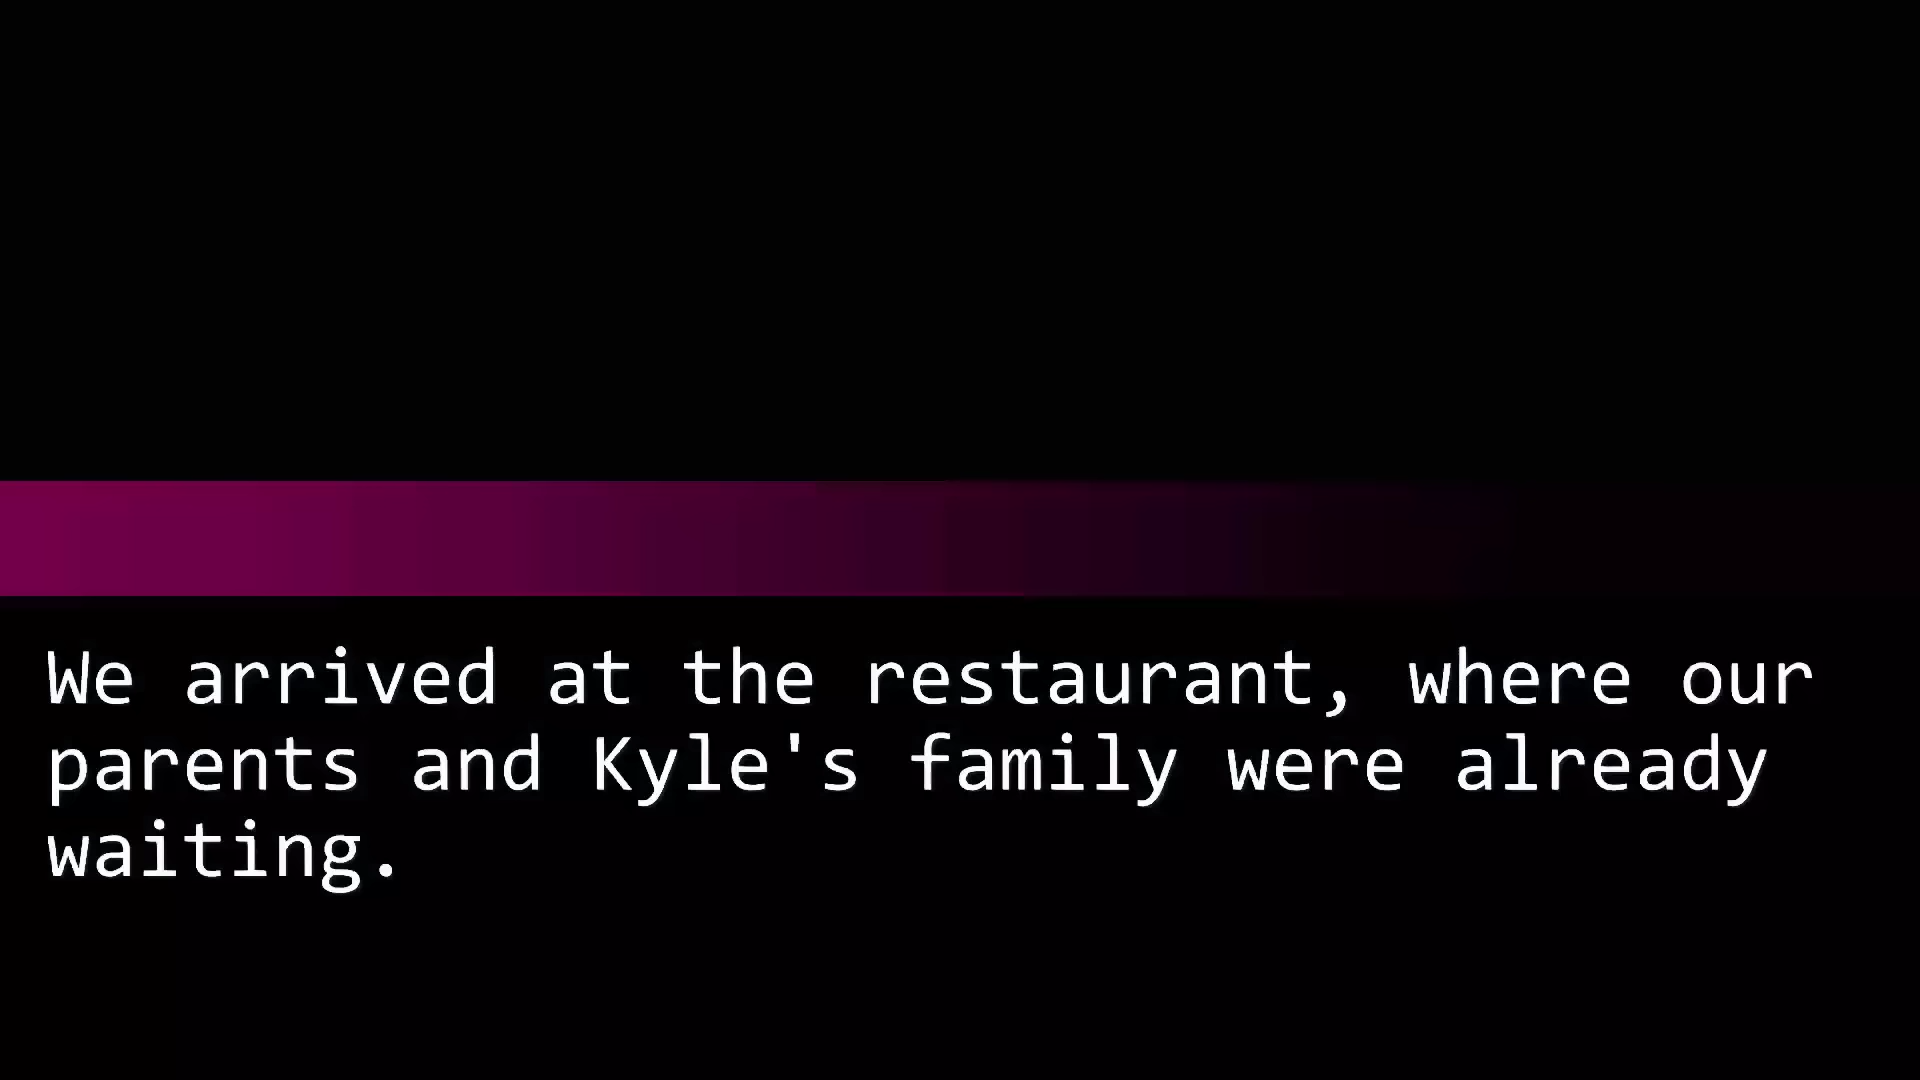 We arrived at the restaurant, where our
parents and Kyle's family were already
waiting.